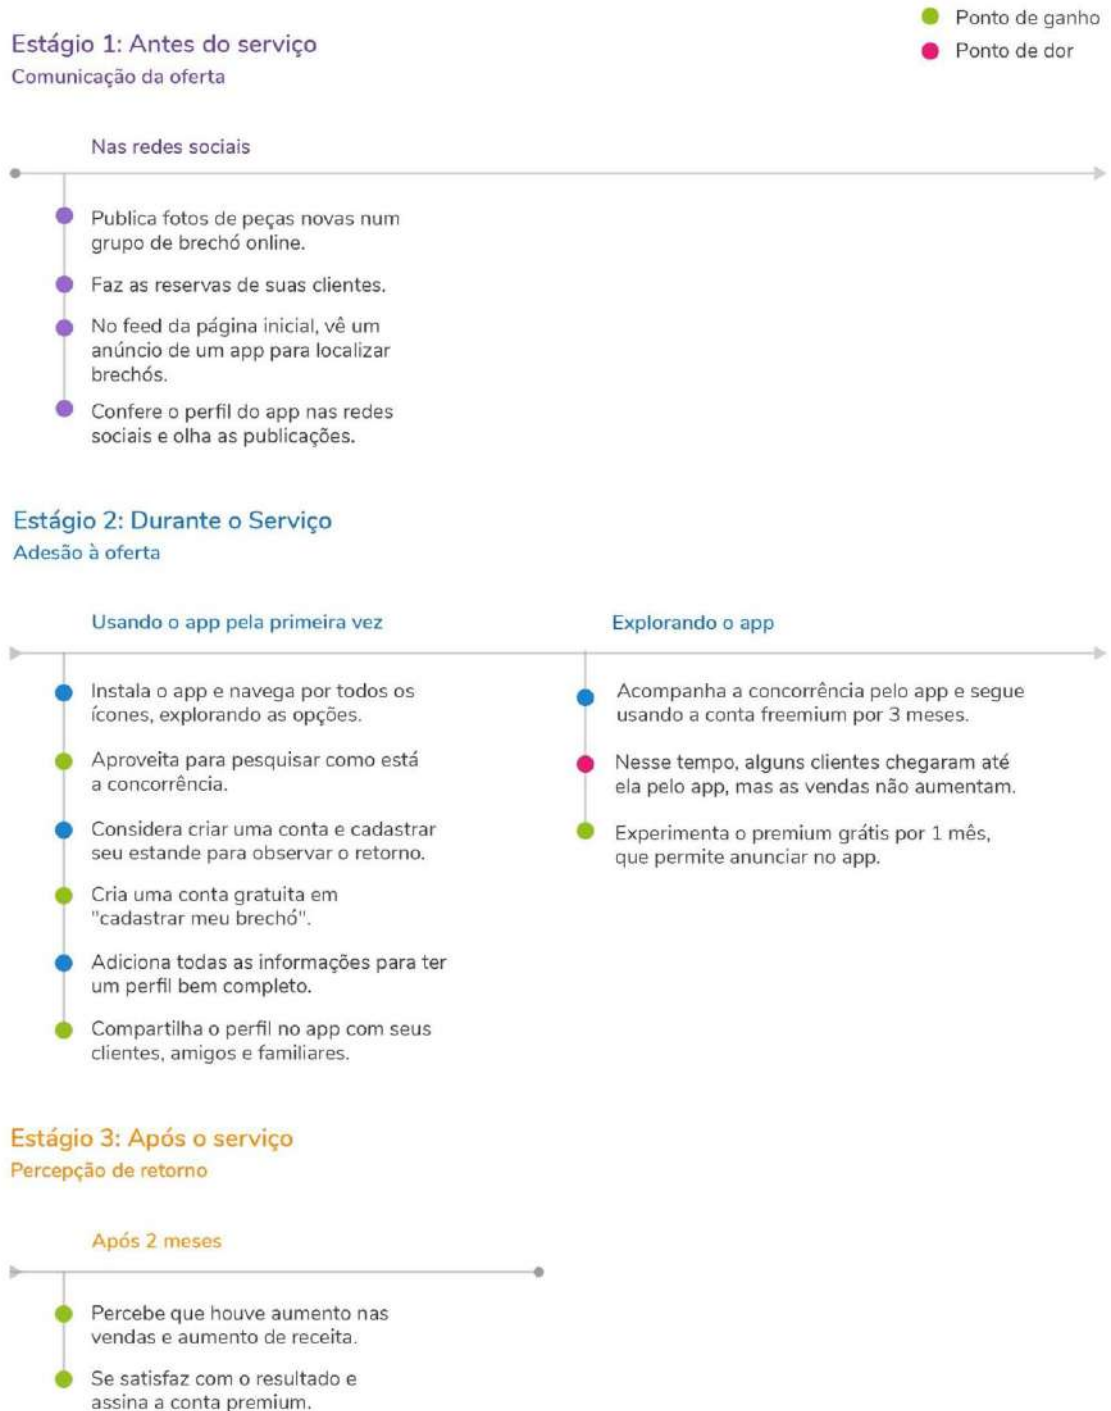 Ponto de ganho
Ponto de dor
Estágio 1: Antes do serviço
Comunicação da oferta
Nas redes sociais
Publica fotos de peças novas num
grupo de brechó online.
Faz as reservas de suas clientes.
No feed da página inicial, vê um
anúncio de um app para localizar
brechós.
Confere o perfil do app nas redes
sociais e olha as publicações.
Estágio 2: Durante o Serviço
Adesão à oferta
Usando o app pela primeira vez
Instala o app e navega por todos os
ícones, explorando as opções.
Aproveita para pesquisar como está
a concorrência.
Considera criar uma conta e cadastrar
seu estande para observar o retorno.
Cria uma conta gratuita em
"cadastrar meu brechó".
Adiciona todas as informações para ter
um perfil bem completo.
Compartilha o perfil no app com seus
clientes, amigos e familiares.
Explorando o app
Acompanha a concorrência pelo app e segue
usando a conta freemium por 3 meses.
Nesse tempo, alguns clientes chegaram até
ela pelo app, mas as vendas não aumentam.
Experimenta o premium grátis por 1 mês,
que permite anunciar no app.
Estágio 3: Após o serviço
Percepção de retorno
Após 2 meses
Percebe que houve aumento nas
vendas e aumento de receita.
Se satisfaz com o resultado e
assina a conta premium.